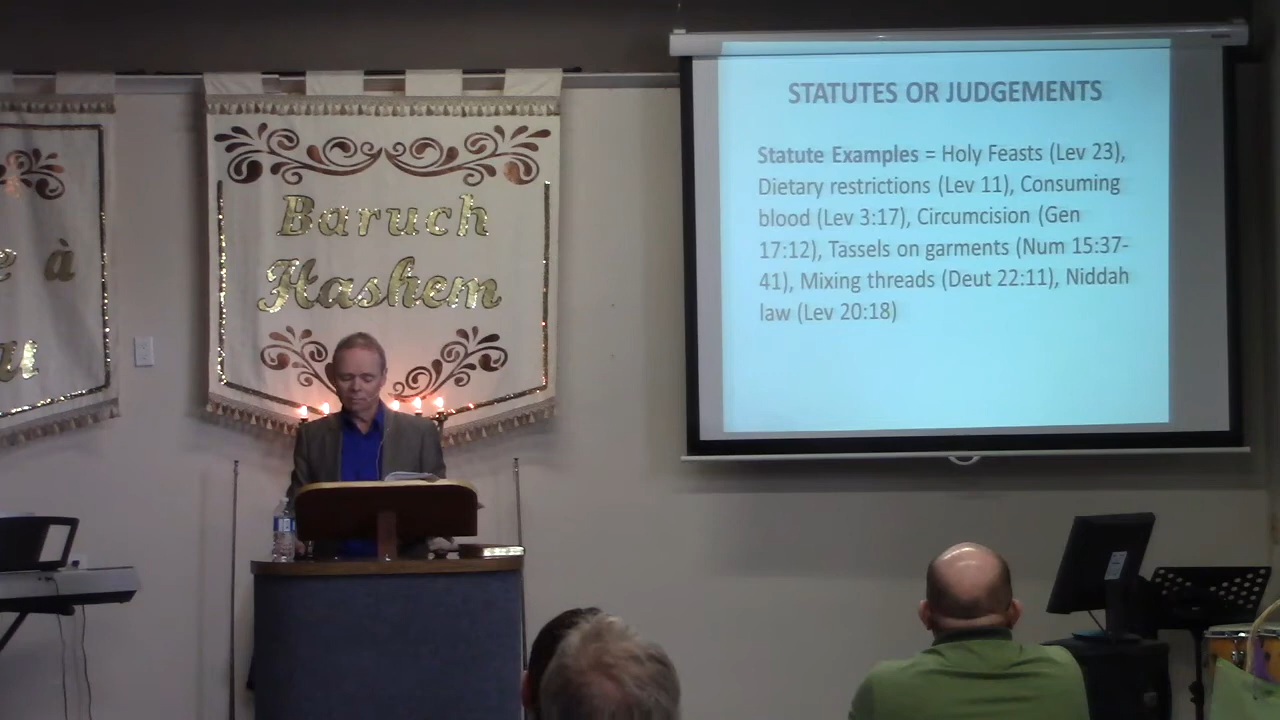 e à
u
Baruch
Hashem
STATUTES OR JUDGEMENTS
Statute Examples = Holy Feasts (Lev 23),
Dietary restrictions (Lev 11), Consuming
blood (Lev 3:17), Circumcision (Gen
17:12), Tassels on garments (Num 15:37-
41), Mixing threads (Deut 22:11), Niddah
law (Lev 20:18)